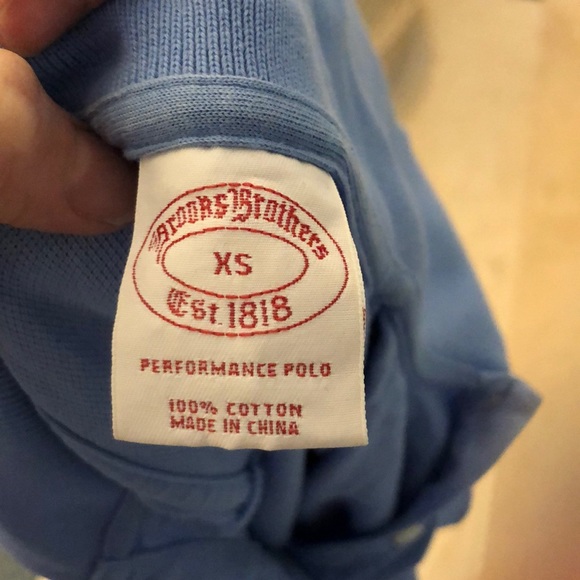 Brooks Brothers
XS
Est. 1818
PERFORMANCE POLO
100% COTTON
MADE IN CHINA